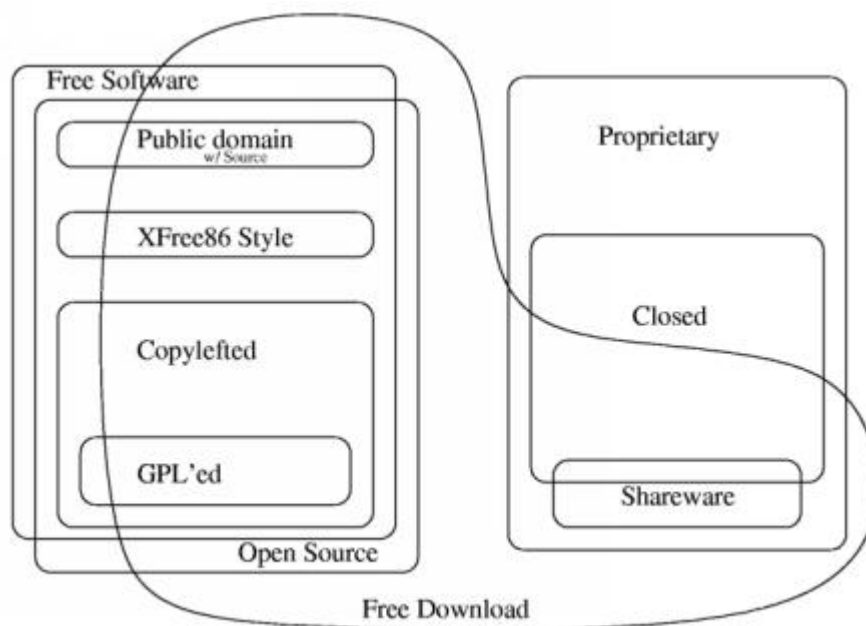 Free Software
Public domain
w/ Source
Proprietary
XFree86 Style
Closed
Copylefted
GPL'ed
Shareware
Open Source
Free Download